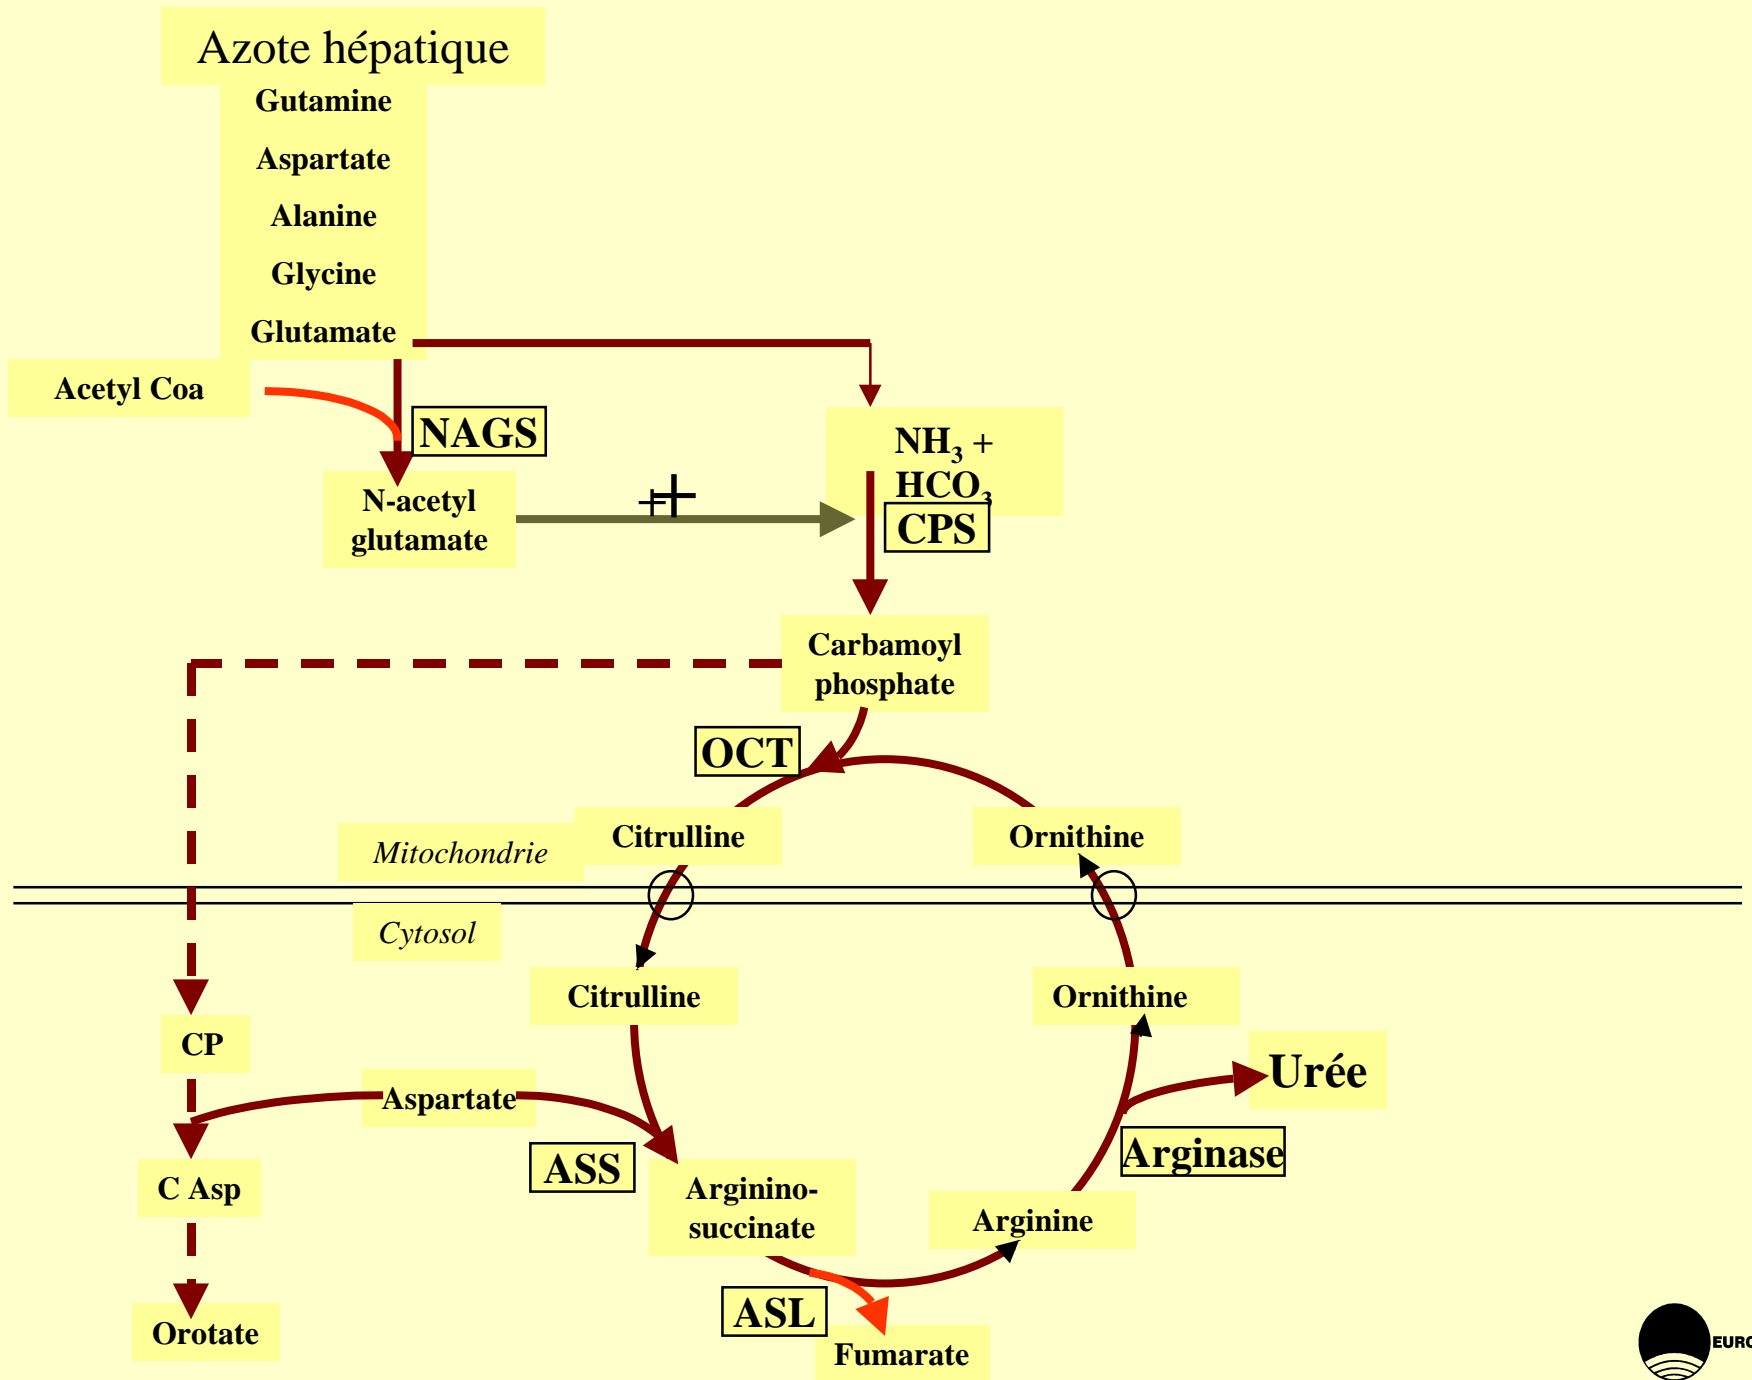 Azote hépatique
Gutamine
Aspartate
Alanine
Glycine
Glutamate
Acetyl Coa
NAGS
NH3 +
HCO3
N-acetyl
glutamate
++
CPS
Carbamoyl
phosphate
OCT
Citrulline
Ornithine
Mitochondrie
Cytosol
Citrulline
Ornithine
CP
Aspartate
Urée
ASS
Arginase
C Asp
Arginino-
succinate
Arginine
ASL
Orotate
Fumarate
EURO